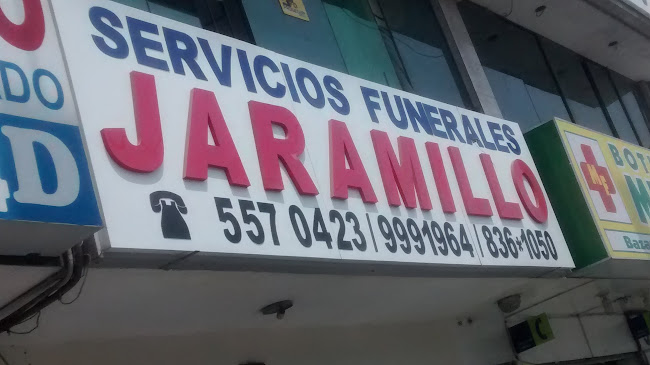 SERVICIOS FUNERALES
JARAMILLO
557 0423 / 9991964 / 836+1050